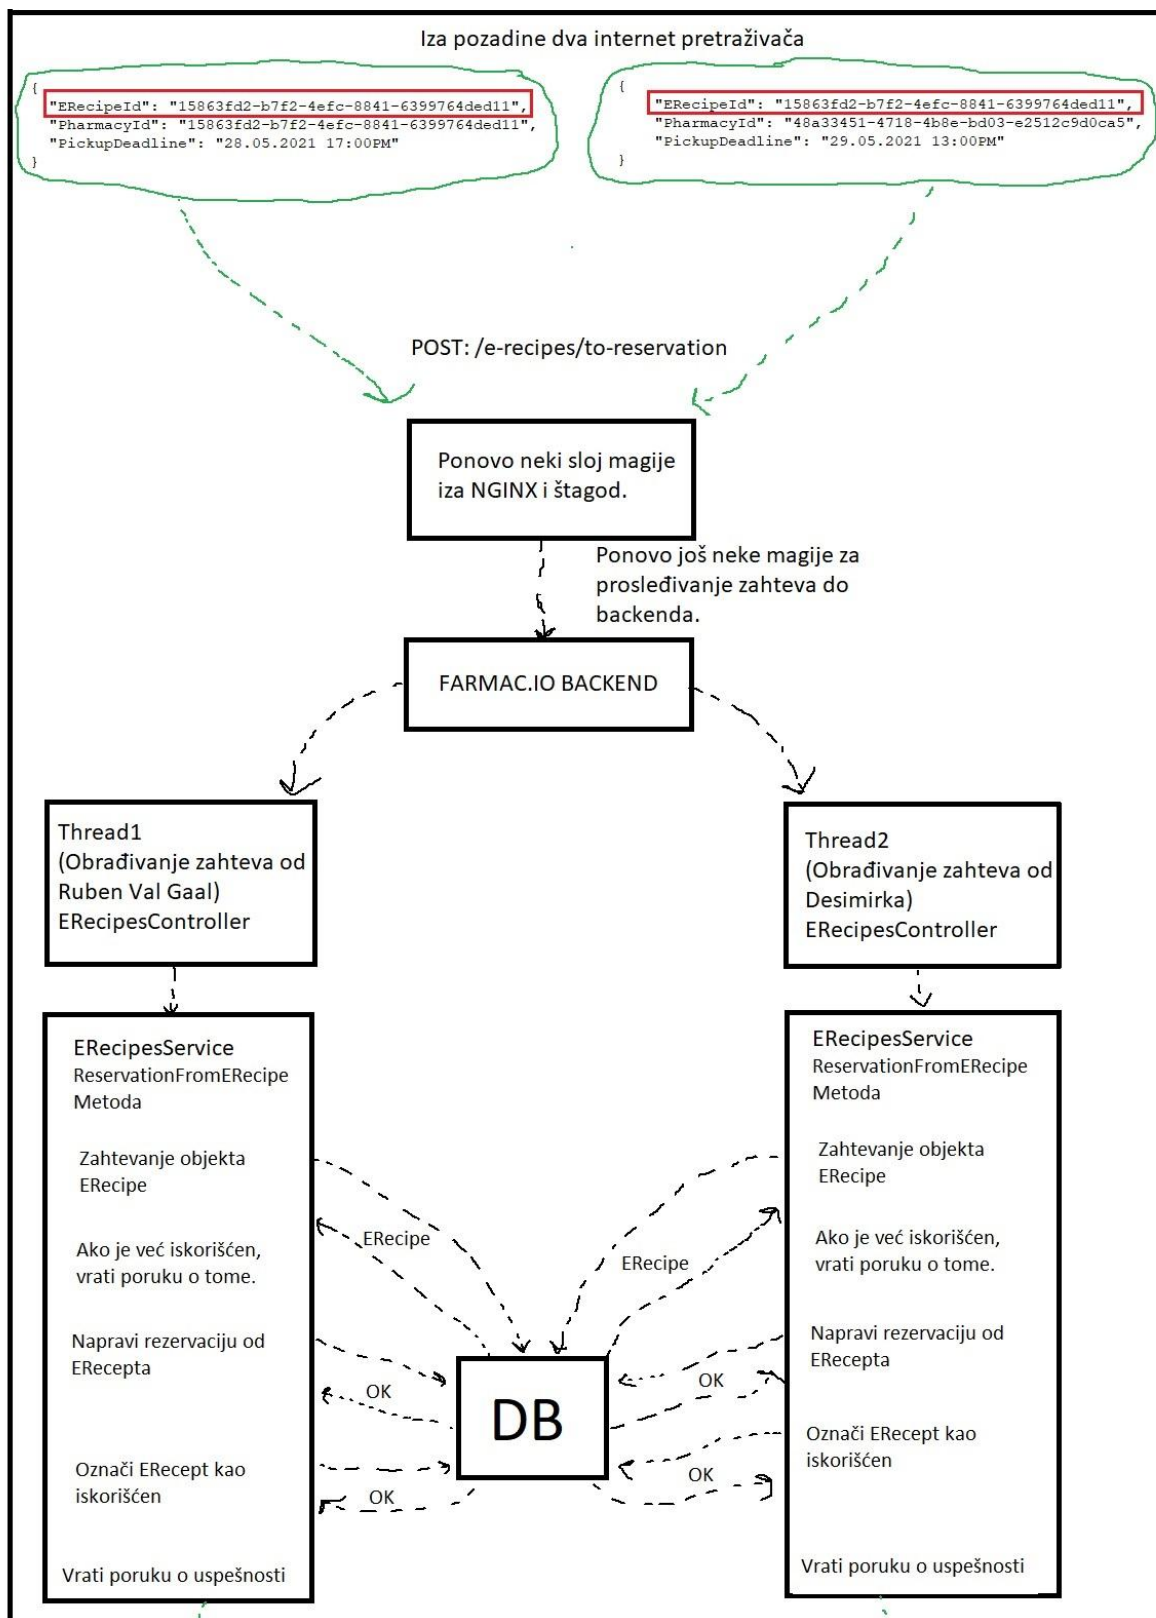 Iza pozadine dva internet pretraživača
{
"ERecipeId": "15863fd2-b7f2-4efc-8841-6399764ded11",
"PharmacyId": "15863fd2-b7f2-4efc-8841-6399764ded11",
"PickupDeadline": "28.05.2021 17:00PM"
}
{
"ERecipeId": "15863fd2-b7f2-4efc-8841-6399764ded11",
"PharmacyId": "48a33451-4718-4b8e-bd03-e2512c9d0ca5",
"PickupDeadline": "29.05.2021 13:00PM"
}
POST: /e-recipes/to-reservation
Ponovo neki sloj magije
iza NGINX i štagod.
Ponovo još neke magije za
prosleđivanje zahteva do
backenda.
FARMAC.IO BACKEND
Thread1
(Obrađivanje zahteva od
Ruben Val Gaal)
ERecipesController
Thread2
(Obrađivanje zahteva od
Desimirka)
ERecipesController
ERecipesService
ReservationFromERecipe
Metoda
Zahtevanje objekta
ERecipe
Ako je već iskorišćen,
vrati poruku o tome.
Napravi rezervaciju od
ERecepta
Označi ERecept kao
iskorišćen
Vrati poruku o uspešnosti
ERecipe
OK
OK
DB
ERecipe
OK
OK
ERecipesService
ReservationFromERecipe
Metoda
Zahtevanje objekta
ERecipe
Ako je već iskorišćen,
vrati poruku o tome.
Napravi rezervaciju od
ERecepta
Označi ERecept kao
iskorišćen
Vrati poruku o uspešnosti